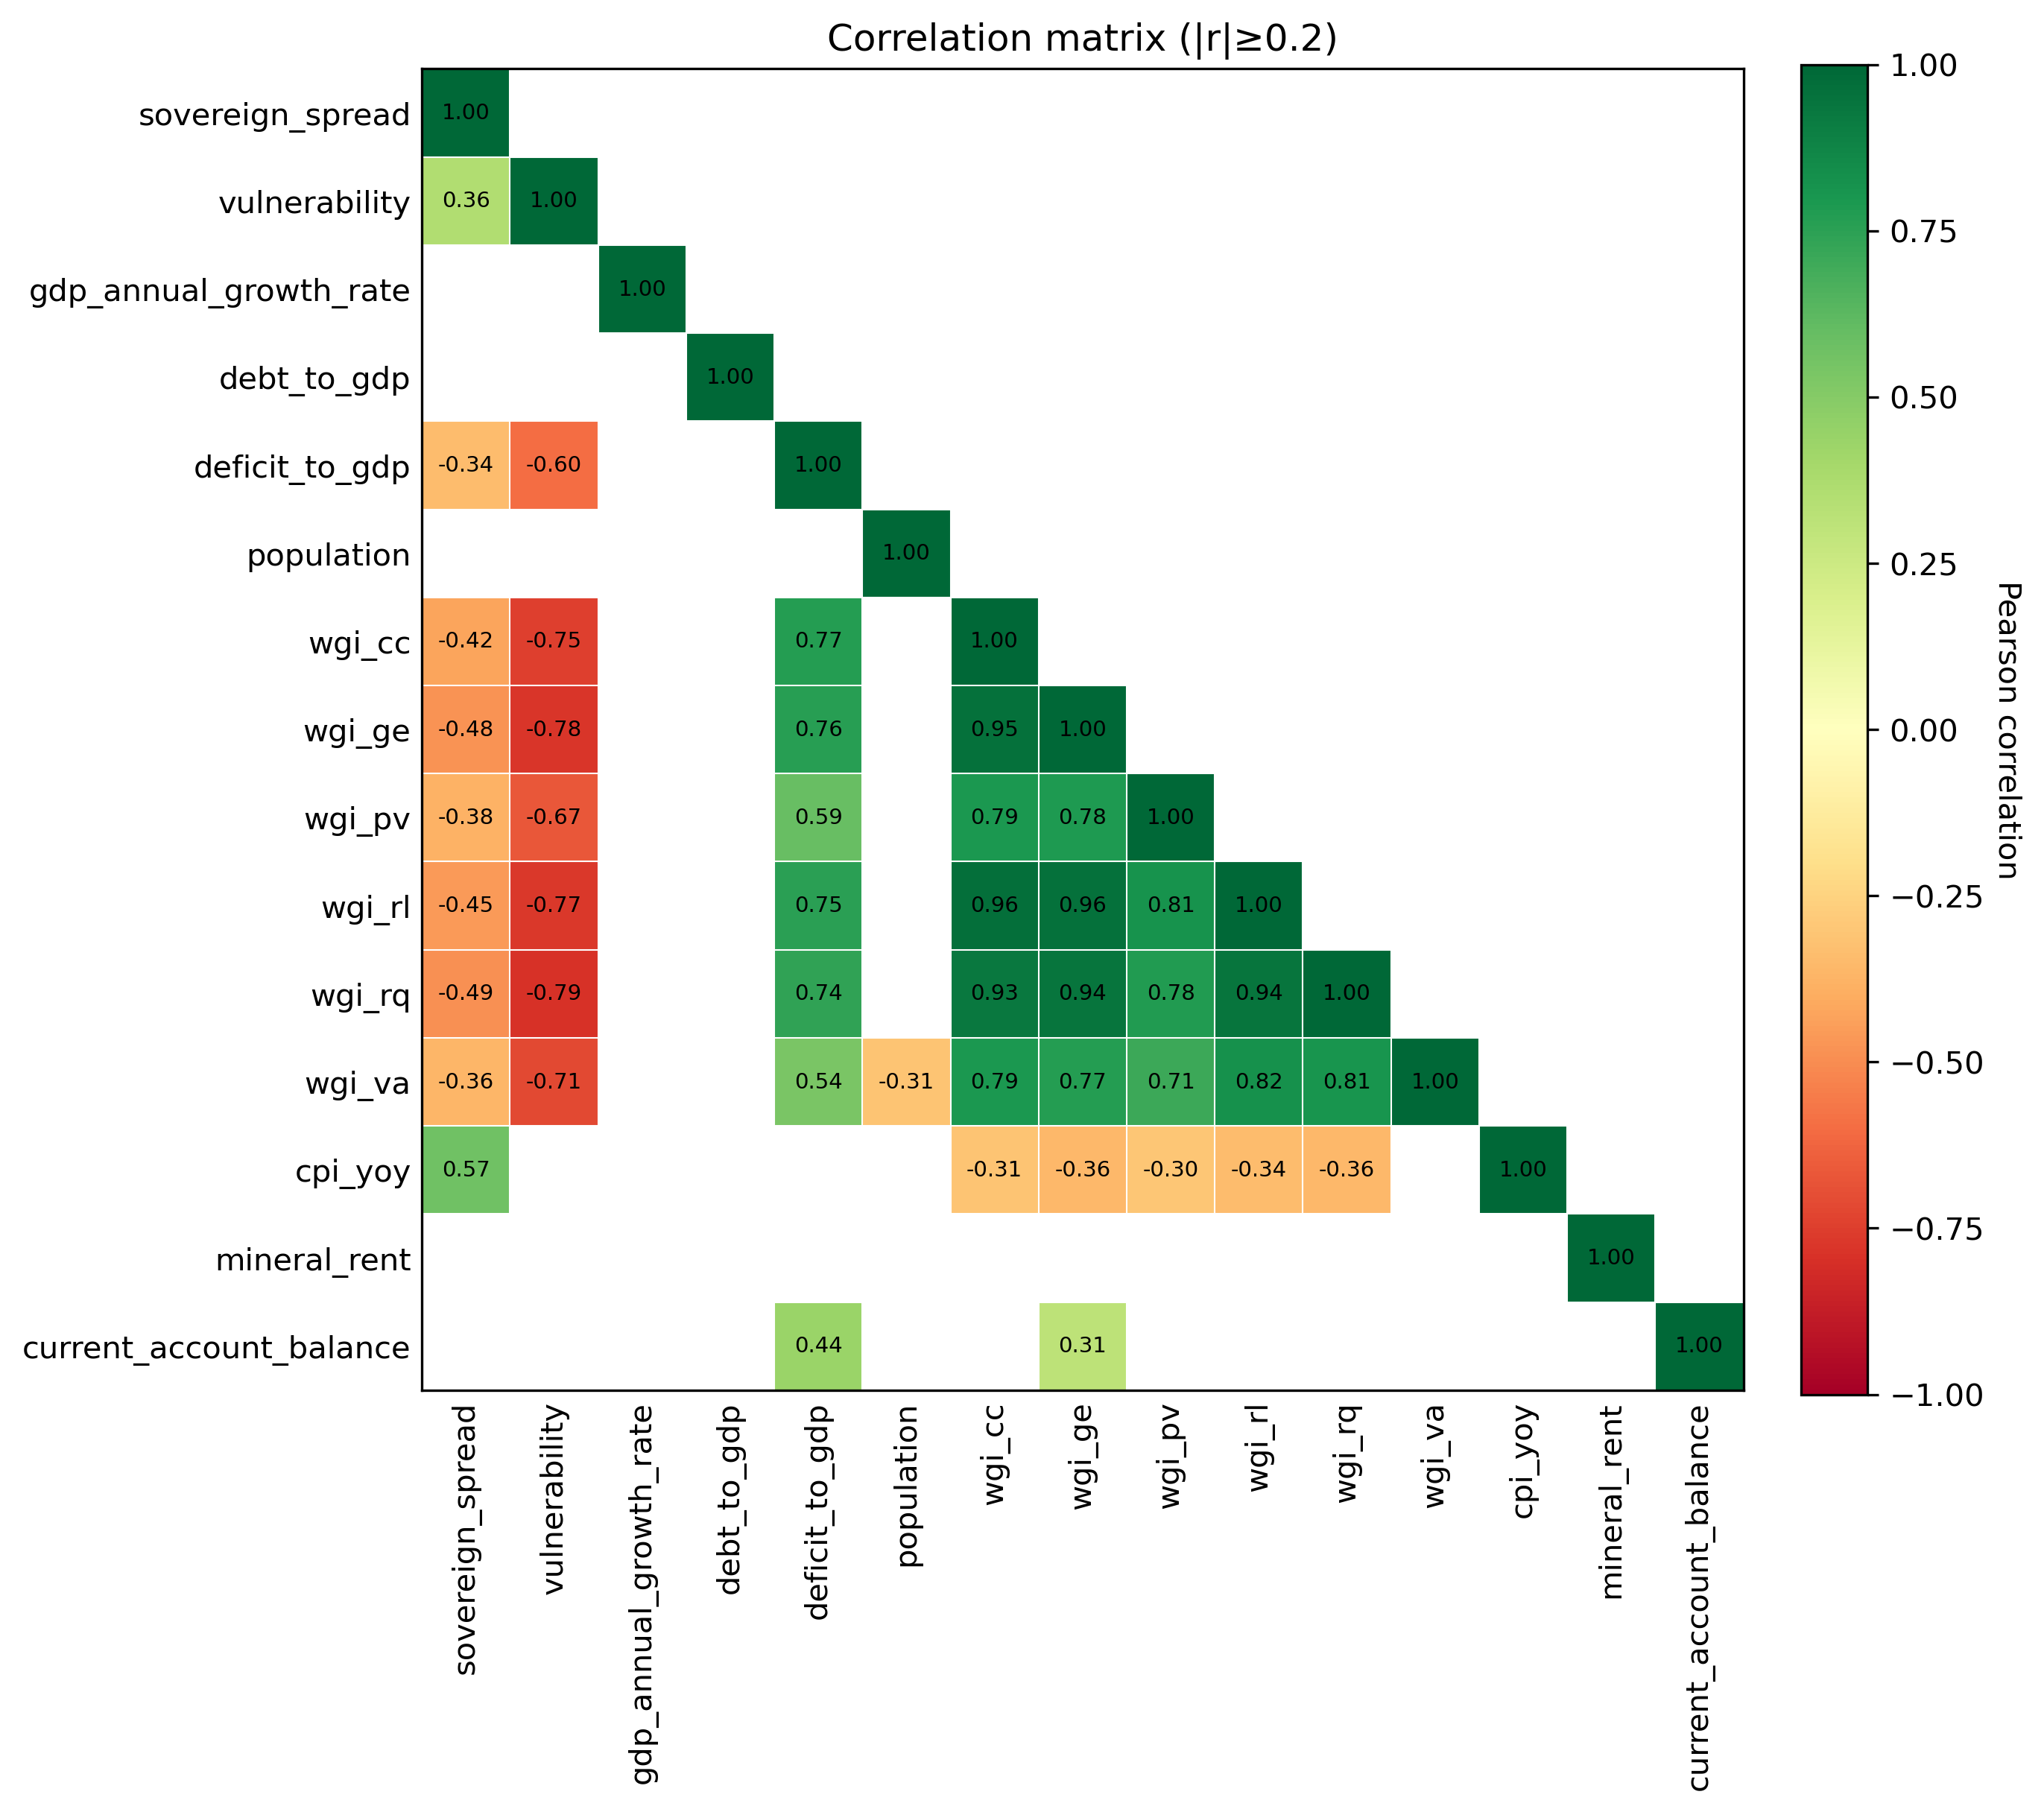 Correlation matrix (|r|≥0.2)
sovereign_spread 1.00
vulnerability 0.36 1.00
gdp_annual_growth_rate 1.00
debt_to_gdp 1.00
deficit_to_gdp -0.34 -0.60 1.00
population 1.00
wgi_cc -0.42 -0.75 0.77 1.00
wgi_ge -0.48 -0.78 0.76 0.95 1.00
wgi_pv -0.38 -0.67 0.59 0.79 0.78 1.00
wgi_rl -0.45 -0.77 0.75 0.96 0.96 0.81 1.00
wgi_rq -0.49 -0.79 0.74 0.93 0.94 0.78 0.94 1.00
wgi_va -0.36 -0.71 0.54 -0.31 0.79 0.77 0.71 0.82 0.81 1.00
cpi_yoy 0.57 -0.31 -0.36 -0.30 -0.34 -0.36 1.00
mineral_rent 1.00
current_account_balance 0.44 0.31 1.00
sovereign_spread
vulnerability
gdp_annual_growth_rate
debt_to_gdp
deficit_to_gdp
population
wgi_cc
wgi_ge
wgi_pv
wgi_rl
wgi_rq
wgi_va
cpi_yoy
mineral_rent
current_account_balance
1.00
0.75
0.50
0.25
0.00
−0.25
−0.50
−0.75
−1.00
Pearson correlation